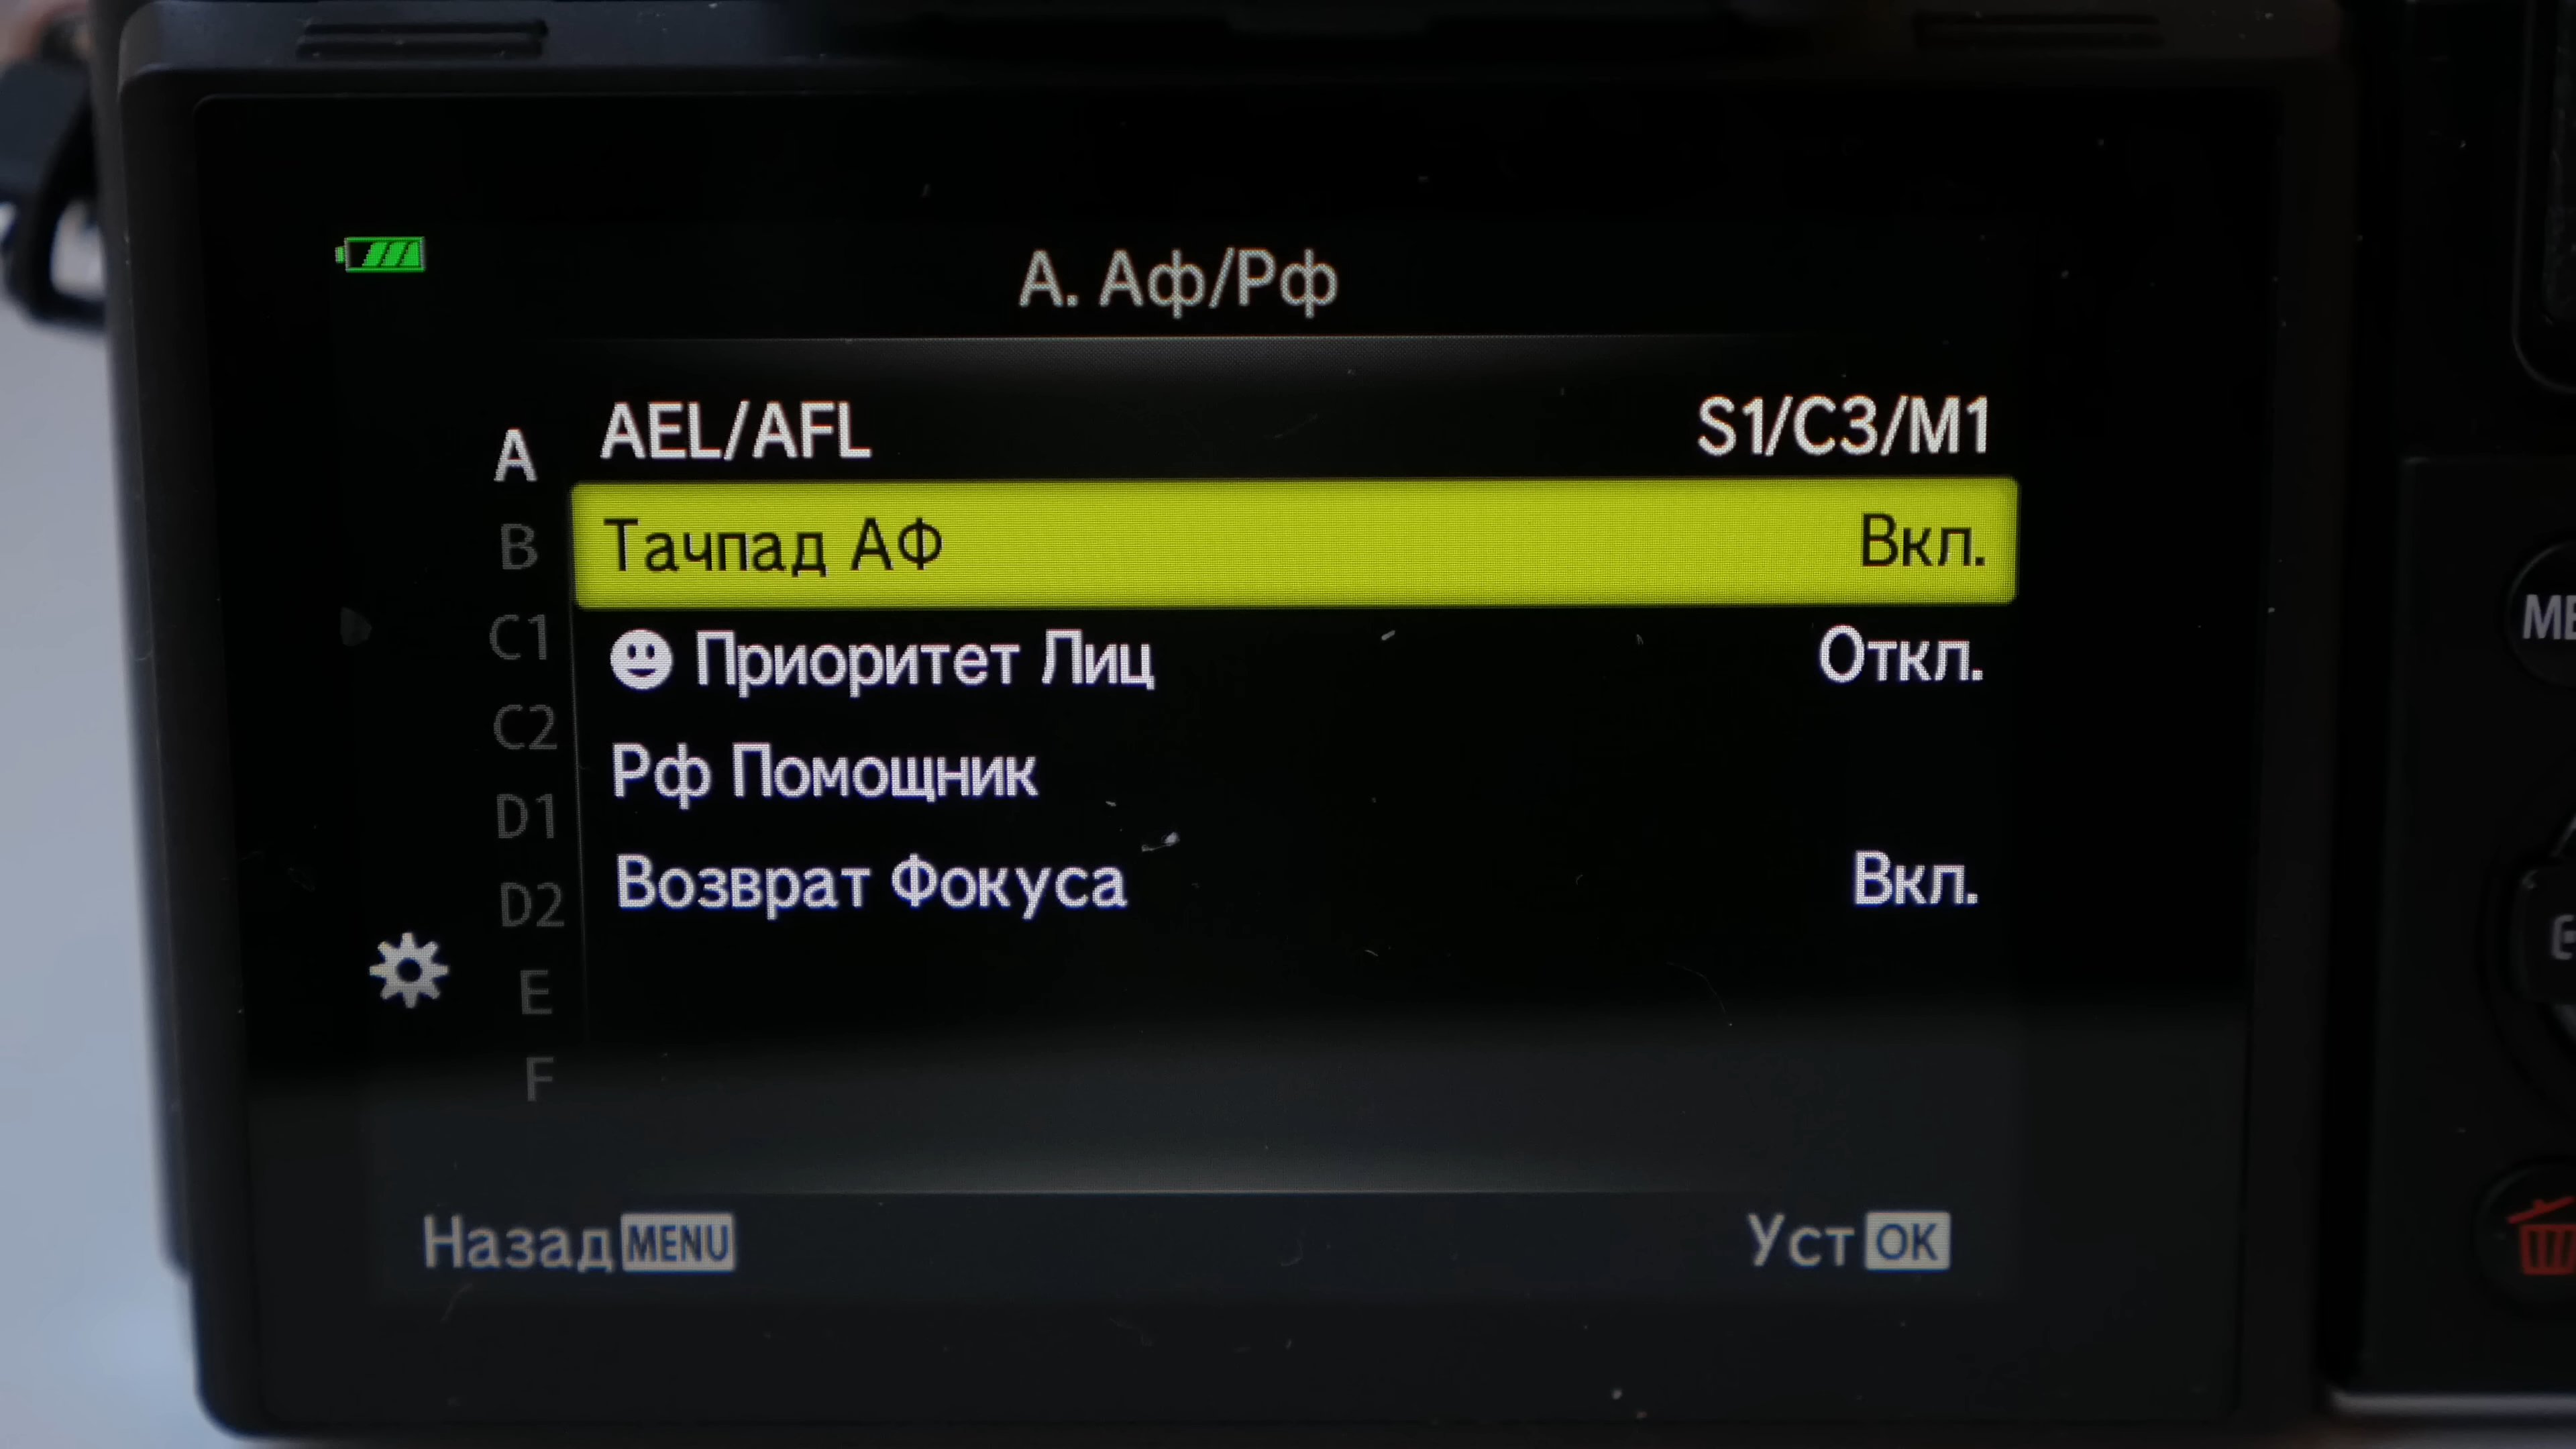 A. Аф/Рф
A
AEL/AFL S1/C3/M1
B
Тачпад АФ Вкл.
C1
Приоритет Лиц Откл.
C2
Рф Помощник
D1
D2
Возврат Фокуса Вкл.
E
F
Назад MENU Уст OK